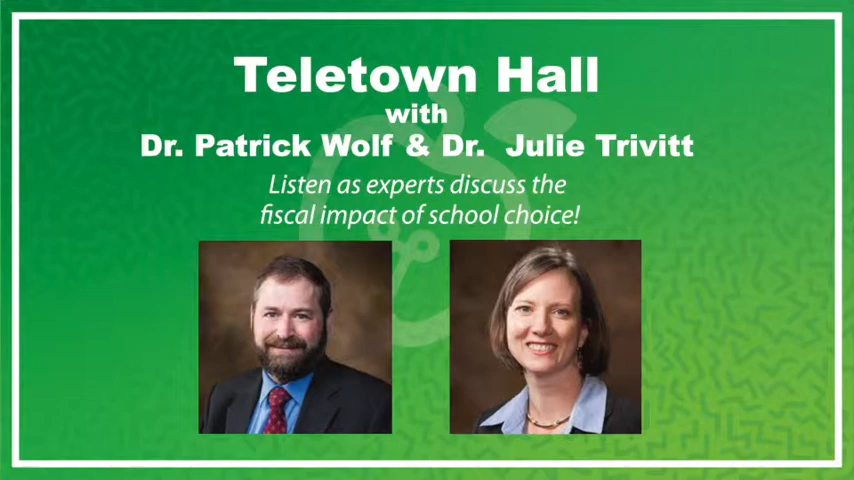 Teletown Hall
with
Dr. Patrick Wolf & Dr. Julie Trivitt
Listen as experts discuss the
fiscal impact of school choice!